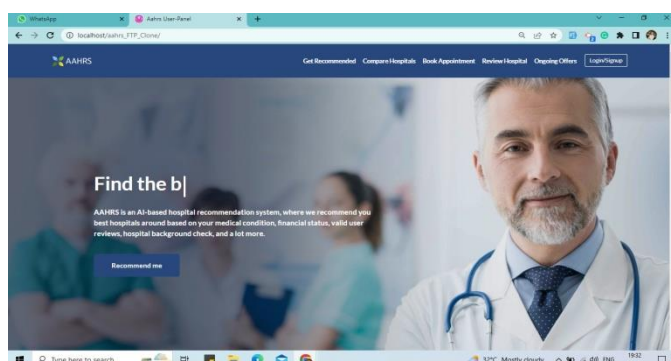 WhatsApp
Aahrs User-Panel
localhost/aahrs_FTP_Clone/
AAHRS
Get Recommended Compare Hospitals Book Appointment Review Hospital Ongoing Offers Login/Signup
Find the b|
AAHRS is an AI-based hospital recommendation system, where we recommend you
best hospitals around based on your medical condition, financial status, valid user
reviews, hospital background check, and a lot more.
Recommend me
Type here to search
32°C Mostly cloudy
ENG
19:32